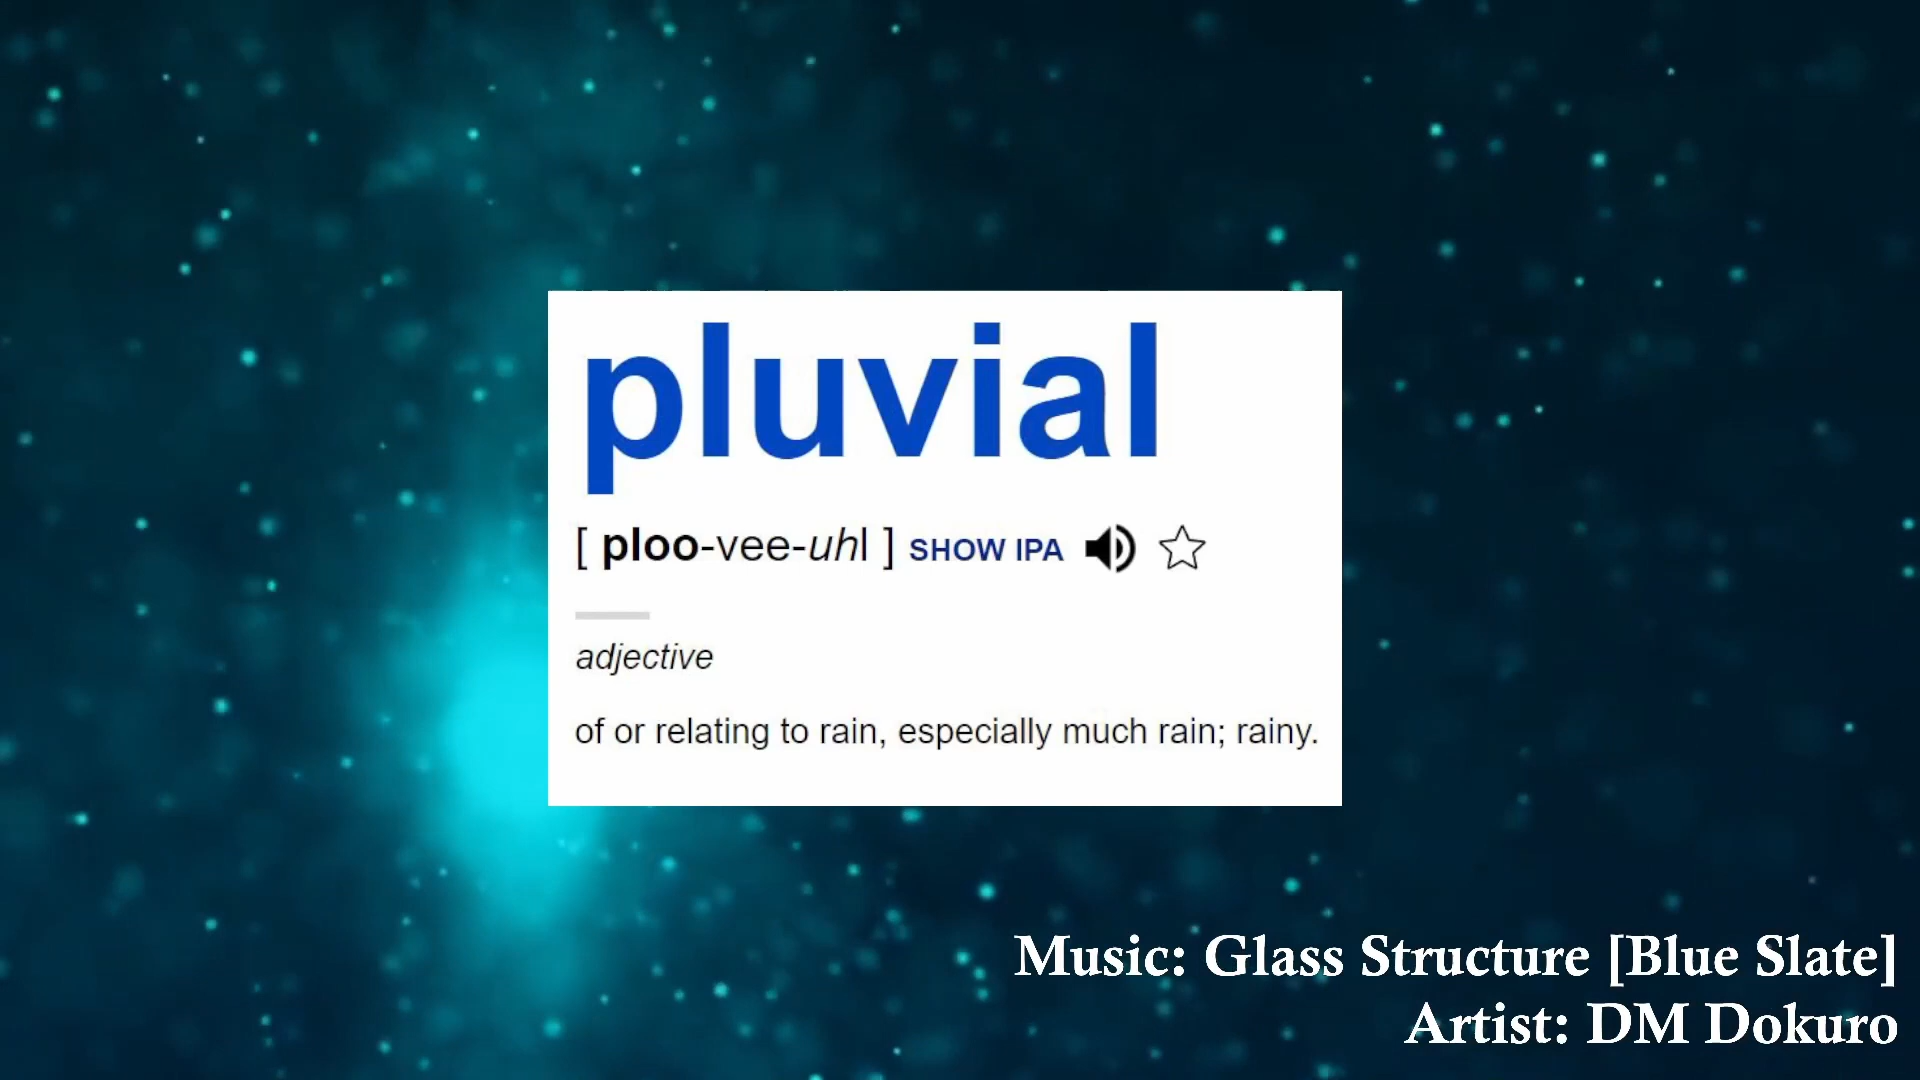 pluvial
[ ploo-vee-uhl ] SHOW IPA
adjective
of or relating to rain, especially much rain; rainy.
Music: Glass Structure [Blue Slate]
Artist: DM Dokuro